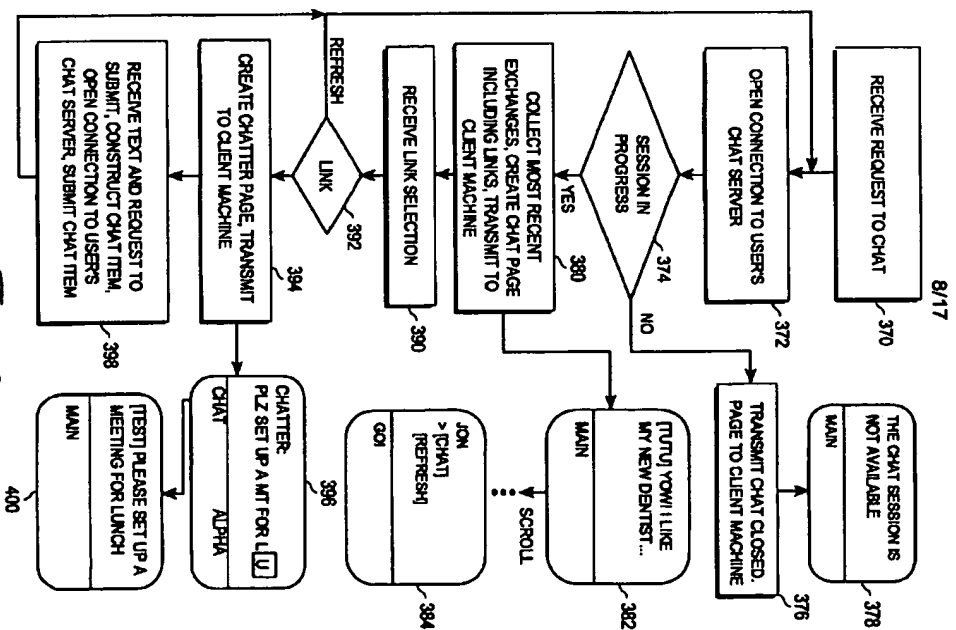 8/17
RECEIVE REQUEST TO CHAT
370
OPEN CONNECTION TO USER'S
CHAT SERVER
372
SESSION IN
PROGRESS
374
NO
YES
TRANSMIT CHAT CLOSED.
PAGE TO CLIENT MACHINE
376
THE CHAT SESSION IS
NOT AVAILABLE
MAIN
378
COLLECT MOST RECENT
EXCHANGES, CREATE CHAT PAGE
INCLUDING LINKS, TRANSMIT TO
CLIENT MACHINE
380
[TUTU] YOW! I LIKE
MY NEW DENTIST...
MAIN
382
SCROLL
JON
> [CHAT]
[REFRESH]
GO!
384
RECEIVE LINK SELECTION
390
LINK
392
REFRESH
CREATE CHATTER PAGE, TRANSMIT
TO CLIENT MACHINE
394
CHATTER:
PLZ SET UP A MT FOR L U
CHAT ALPHA
396
RECEIVE TEXT AND REQUEST TO
SUBMIT, CONSTRUCT CHAT ITEM,
OPEN CONNECTION TO USER'S
CHAT SERVER, SUBMIT CHAT ITEM
398
[TEST] PLEASE SET UP A
MEETING FOR LUNCH
MAIN
400